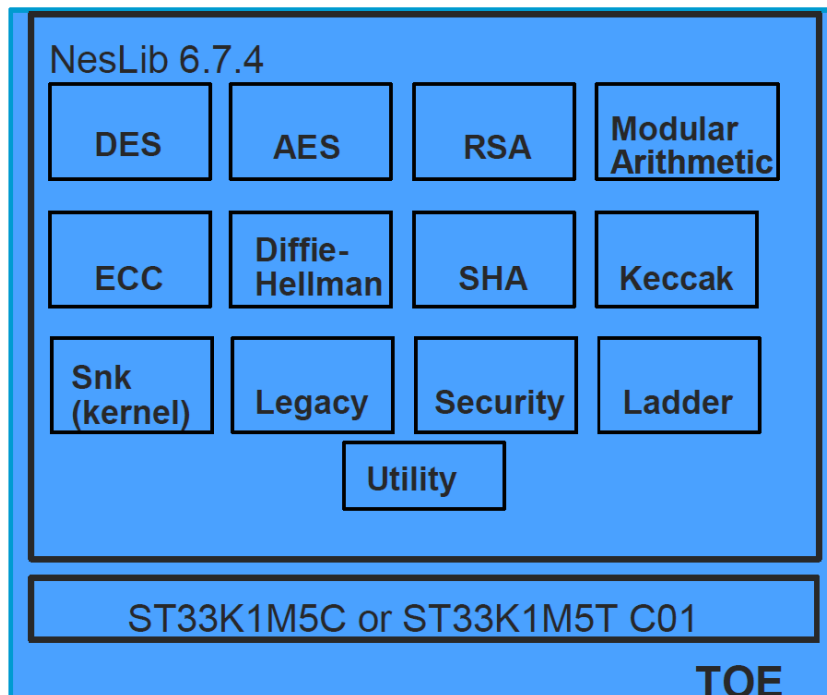 NesLib 6.7.4
DES
AES
RSA
Modular
Arithmetic
ECC
Diffie-
Hellman
SHA
Keccak
Snk
(kernel)
Legacy
Security
Ladder
Utility
ST33K1M5C or ST33K1M5T C01
TOE